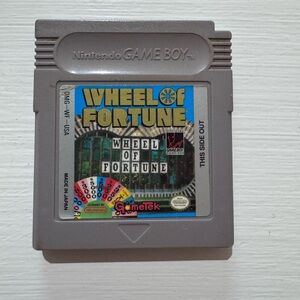 Nintendo GAME BOY
WHEEL OF
FORTUNE
DMG-WF-USA
THIS SIDE OUT
WHEEL
OF
FORTUNE
MADE IN JAPAN
GameTek